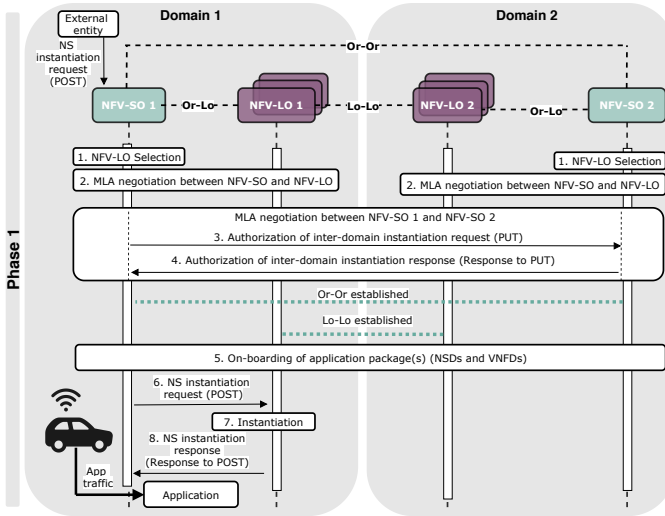 Domain 1
Domain 2
External
entity
NS
instantiation
request
(POST)
Or-Or
NFV-SO 1
Or-Lo
NFV-LO 1
Lo-Lo
NFV-LO 2
Or-Lo
NFV-SO 2
1. NFV-LO Selection
1. NFV-LO Selection
2. MLA negotiation between NFV-SO and NFV-LO
2. MLA negotiation between NFV-SO and NFV-LO
Phase 1
MLA negotiation between NFV-SO 1 and NFV-SO 2
3. Authorization of inter-domain instantiation request (PUT)
4. Authorization of inter-domain instantiation response (Response to PUT)
Or-Or established
Lo-Lo established
5. On-boarding of application package(s) (NSDs and VNFDs)
6. NS instantiation
request (POST)
7. Instantiation
8. NS instantiation
response
(Response to POST)
App
traffic
Application